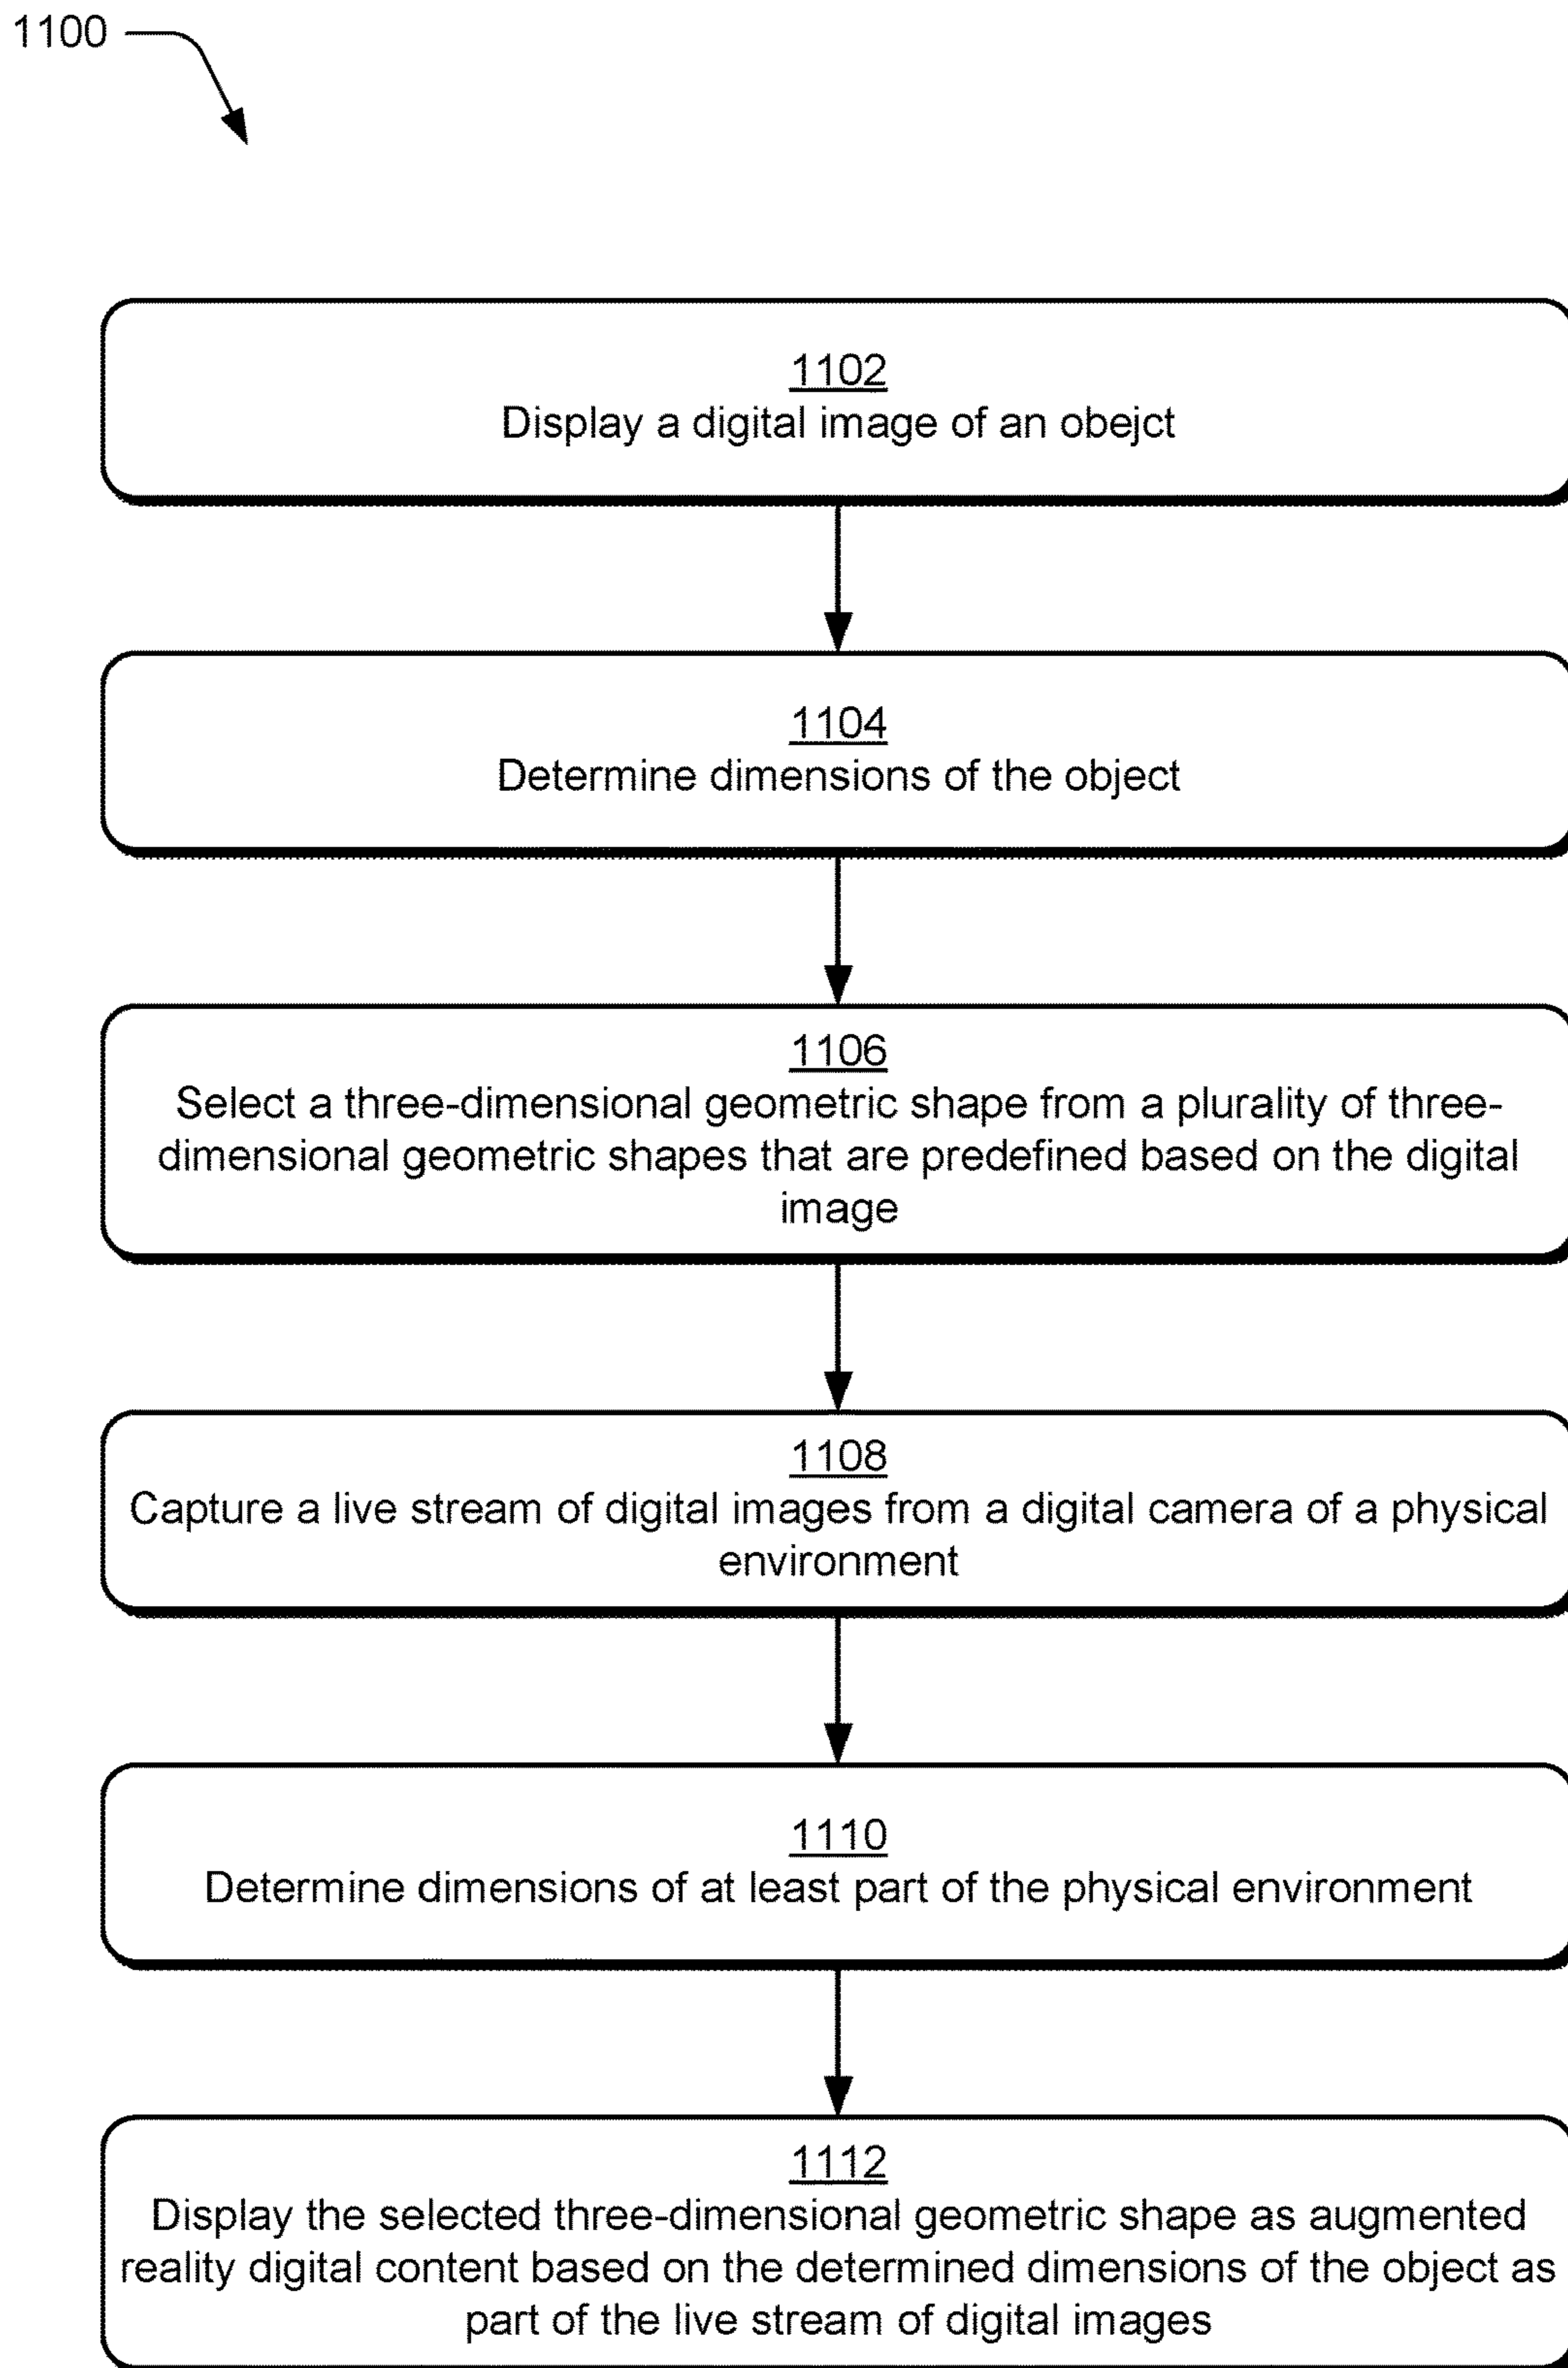 1100
1102
Display a digital image of an obejct
1104
Determine dimensions of the object
1106
Select a three-dimensional geometric shape from a plurality of three-
dimensional geometric shapes that are predefined based on the digital
image
1108
Capture a live stream of digital images from a digital camera of a physical
environment
1110
Determine dimensions of at least part of the physical environment
1112
Display the selected three-dimensional geometric shape as augmented
reality digital content based on the determined dimensions of the object as
part of the live stream of digital images